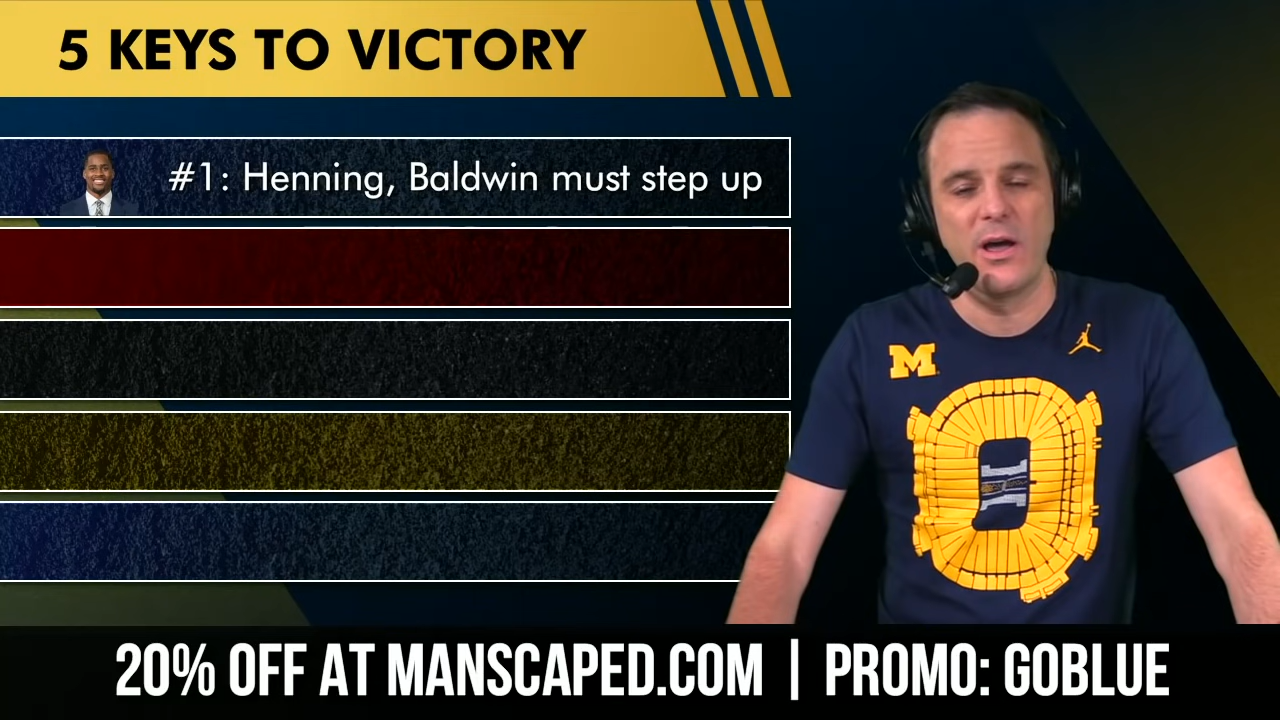 5 KEYS TO VICTORY
#1: Henning, Baldwin must step up
M
20% OFF AT MANSCAPED.COM | PROMO: GOBLUE